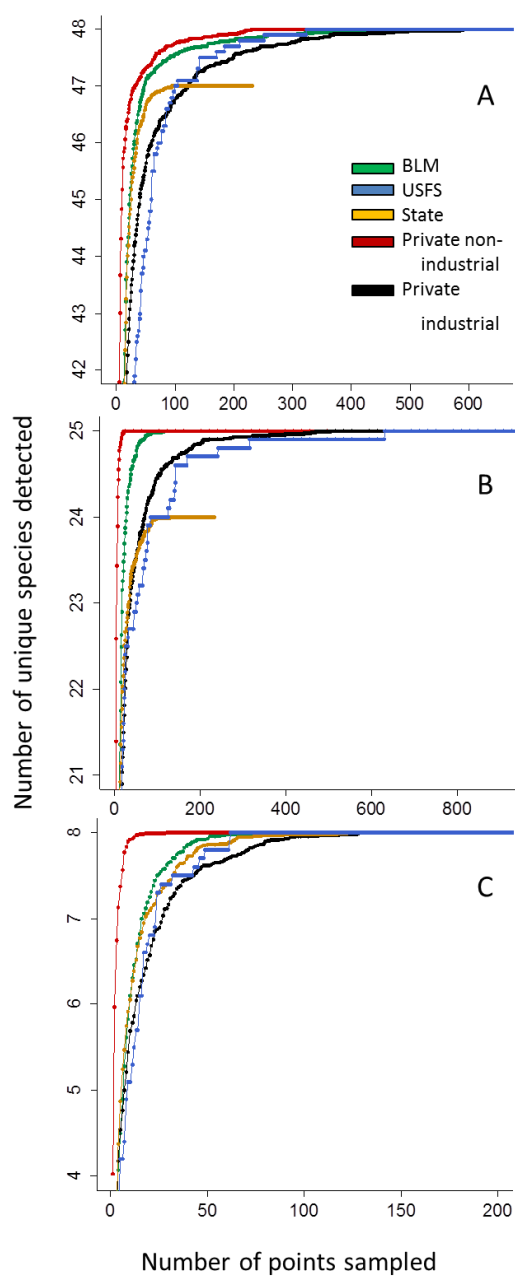 48
47
46
45
44
43
42
A
BLM
USFS
State
Private non-
industrial
Private
industrial
0 100 200 300 400 500 600
Number of unique species detected
25
24
23
22
21
B
0 200 400 600 800
8
7
6
5
4
C
0 50 100 150 200
Number of points sampled